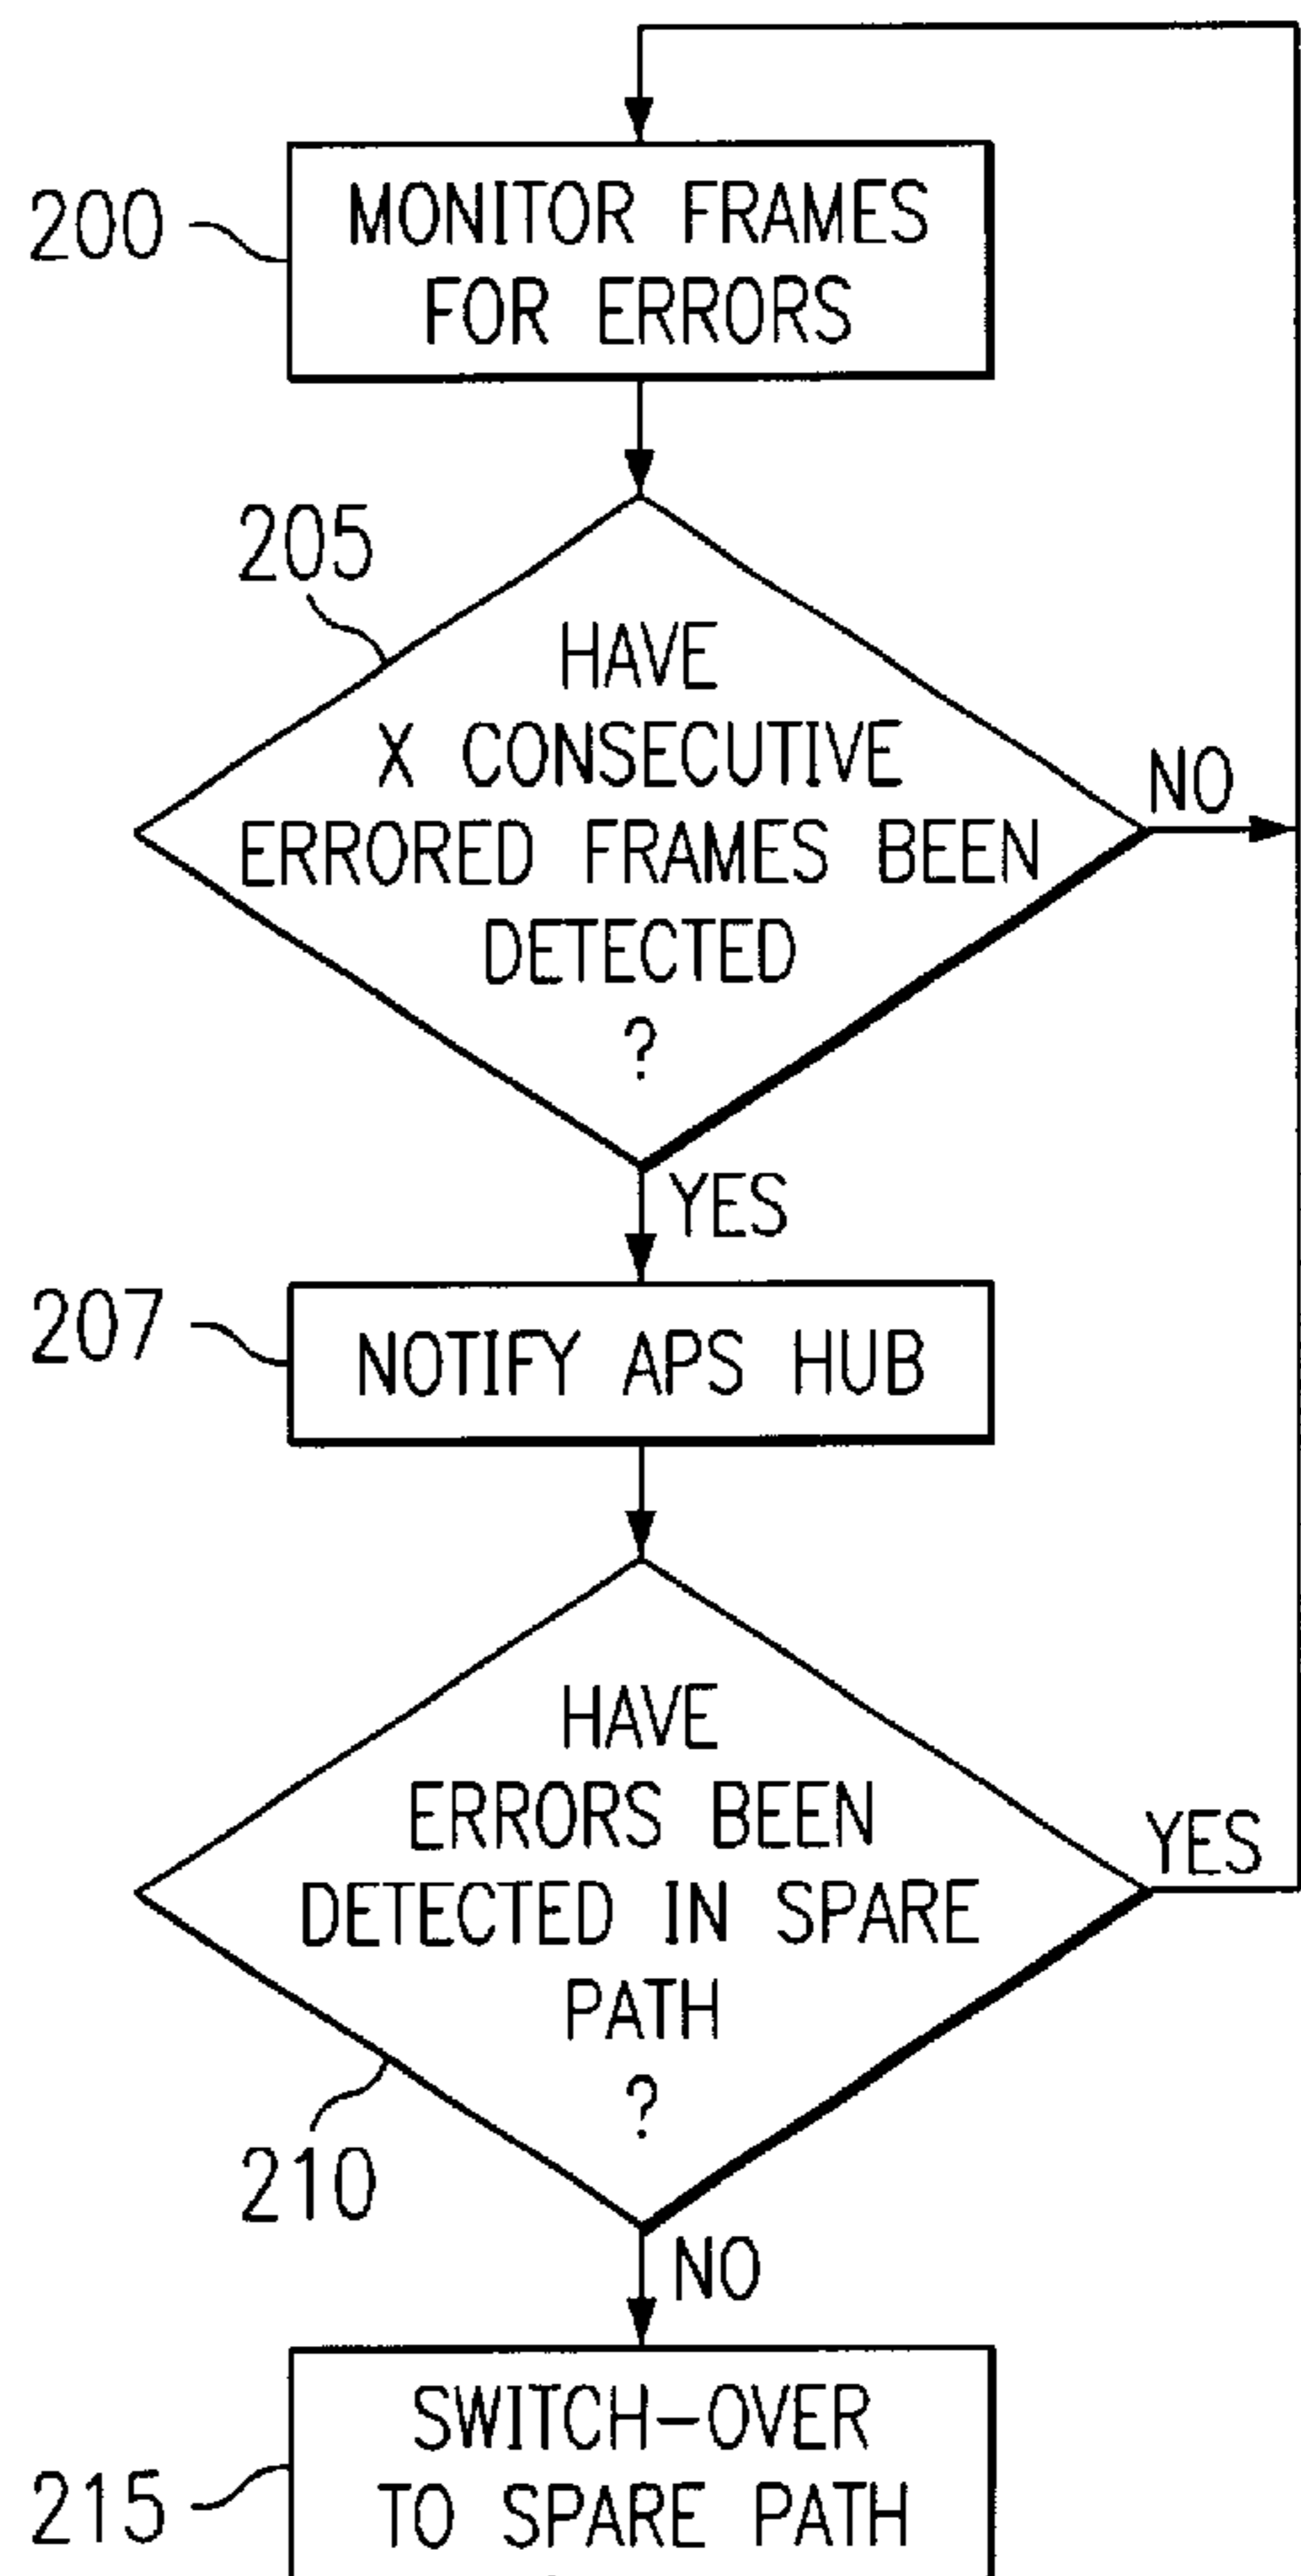 200
MONITOR FRAMES
FOR ERRORS
205
HAVE
X CONSECUTIVE
ERRORED FRAMES BEEN
DETECTED
?
NO
YES
207
NOTIFY APS HUB
HAVE
ERRORS BEEN
DETECTED IN SPARE
PATH
?
YES
210
NO
215
SWITCH-OVER
TO SPARE PATH